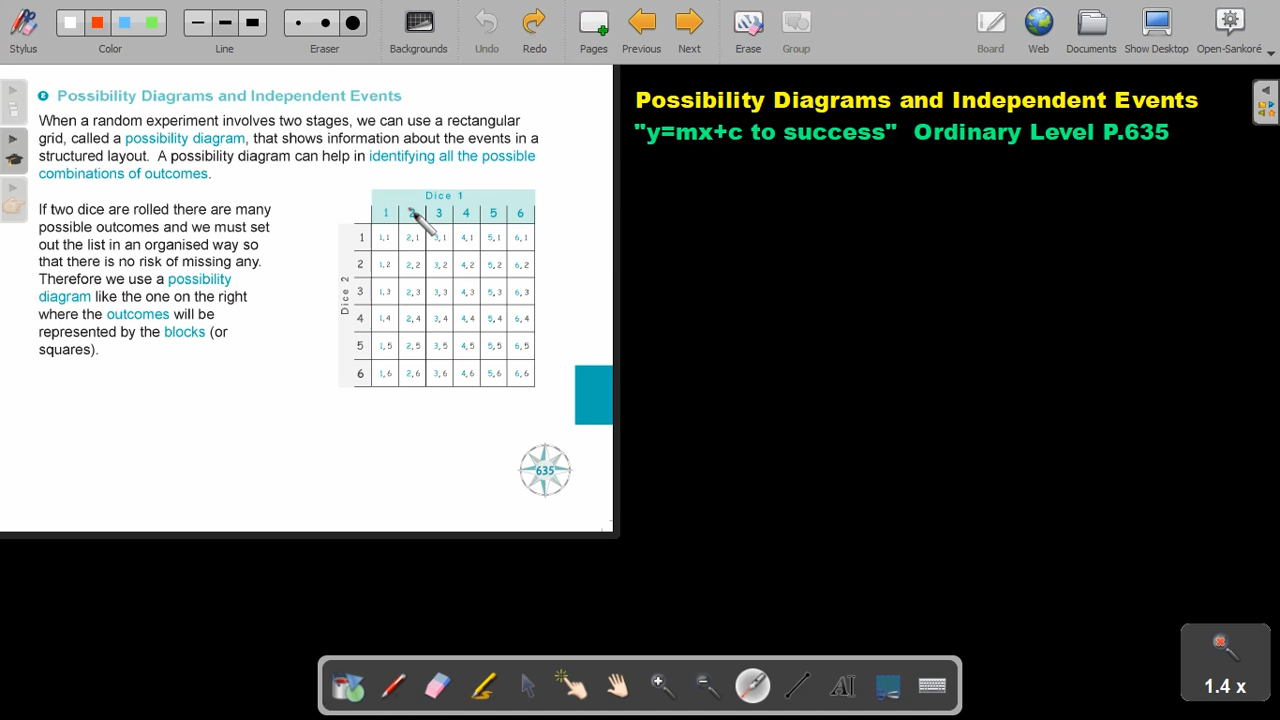 Stylus Color Line Eraser Backgrounds Undo Redo Pages Previous Next Erase Group Board Web Documents Show Desktop Open-Sankoré
Possibility Diagrams and Independent Events
When a random experiment involves two stages, we can use a rectangular
grid, called a possibility diagram, that shows information about the events in a
structured layout. A possibility diagram can help in identifying all the possible
combinations of outcomes.
If two dice are rolled there are many
possible outcomes and we must set
out the list in an organised way so
that there is no risk of missing any.
Therefore we use a possibility
diagram like the one on the right
where the outcomes will be
represented by the blocks (or
squares).
Dice 1
1 2 3 4 5 6
Dice 2
1 1,1 2,1 3,1 4,1 5,1 6,1
2 1,2 2,2 3,2 4,2 5,2 6,2
3 1,3 2,3 3,3 4,3 5,3 6,3
4 1,4 2,4 3,4 4,4 5,4 6,4
5 1,5 2,5 3,5 4,5 5,5 6,5
6 1,6 2,6 3,6 4,6 5,6 6,6
635
Possibility Diagrams and Independent Events
"y=mx+c to success" Ordinary Level P.635
AI
1.4 x